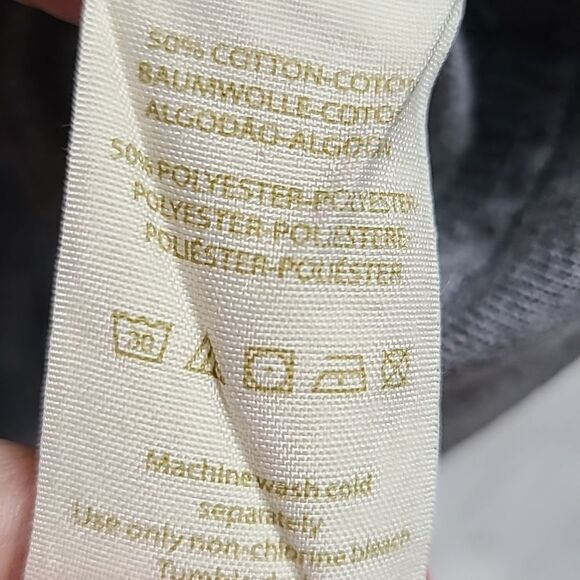 50% COTTON-COTON
BAUMWOLLE-COTO
ALGODÃO-ALGODÓN
50% POLYESTER-POLYESTER
POLYESTER-POLIESTERE
POLIÉSTER-POLIÉSTER
30
Machine wash cold
separately
Use only non-chlorine bleach